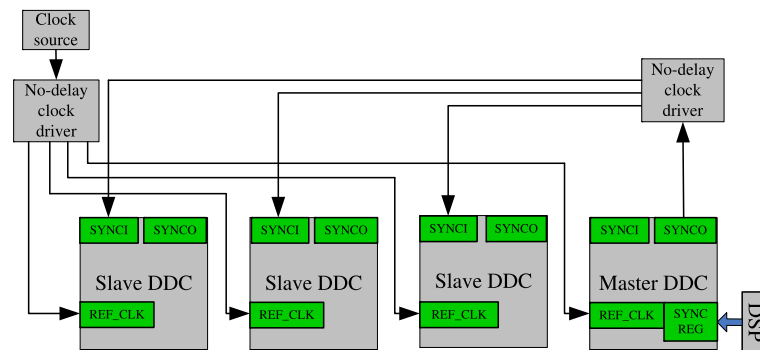 Clock
source
No-delay
clock
driver
No-delay
clock
driver
SYNCI SYNCO
SYNCI SYNCO
SYNCI SYNCO
SYNCI SYNCO
Slave DDC
Slave DDC
Slave DDC
Master DDC
REF_CLK
REF_CLK
REF_CLK
REF_CLK
SYNC
REG
DSP